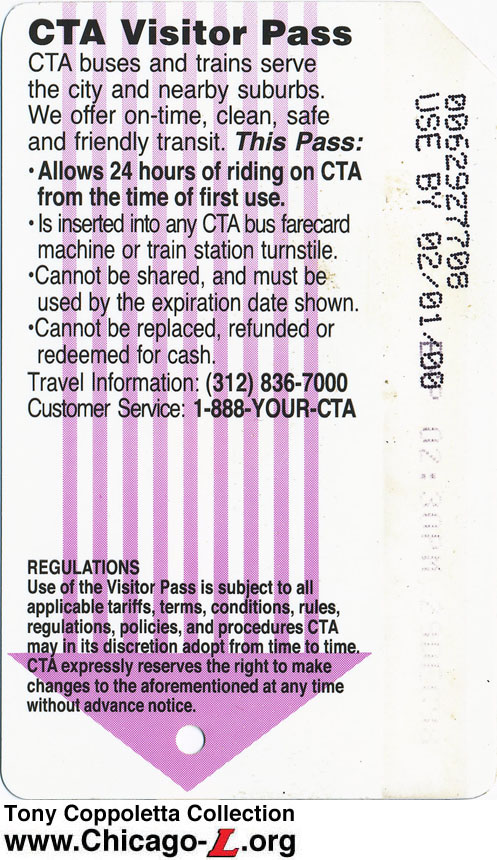 CTA Visitor Pass
CTA buses and trains serve
the city and nearby suburbs.
We offer on-time, clean, safe
and friendly transit. This Pass:
•Allows 24 hours of riding on CTA
from the time of first use.
•Is inserted into any CTA bus farecard
machine or train station turnstile.
•Cannot be shared, and must be
used by the expiration date shown.
•Cannot be replaced, refunded or
redeemed for cash.
Travel Information: (312) 836-7000
Customer Service: 1-888-YOUR-CTA
REGULATIONS
Use of the Visitor Pass is subject to all
applicable tariffs, terms, conditions, rules,
regulations, policies, and procedures CTA
may in its discretion adopt from time to time.
CTA expressly reserves the right to make
changes to the aforementioned at any time
without advance notice.
0062927708
USE BY 02/01/00
Tony Coppoletta Collection
www.Chicago-L.org